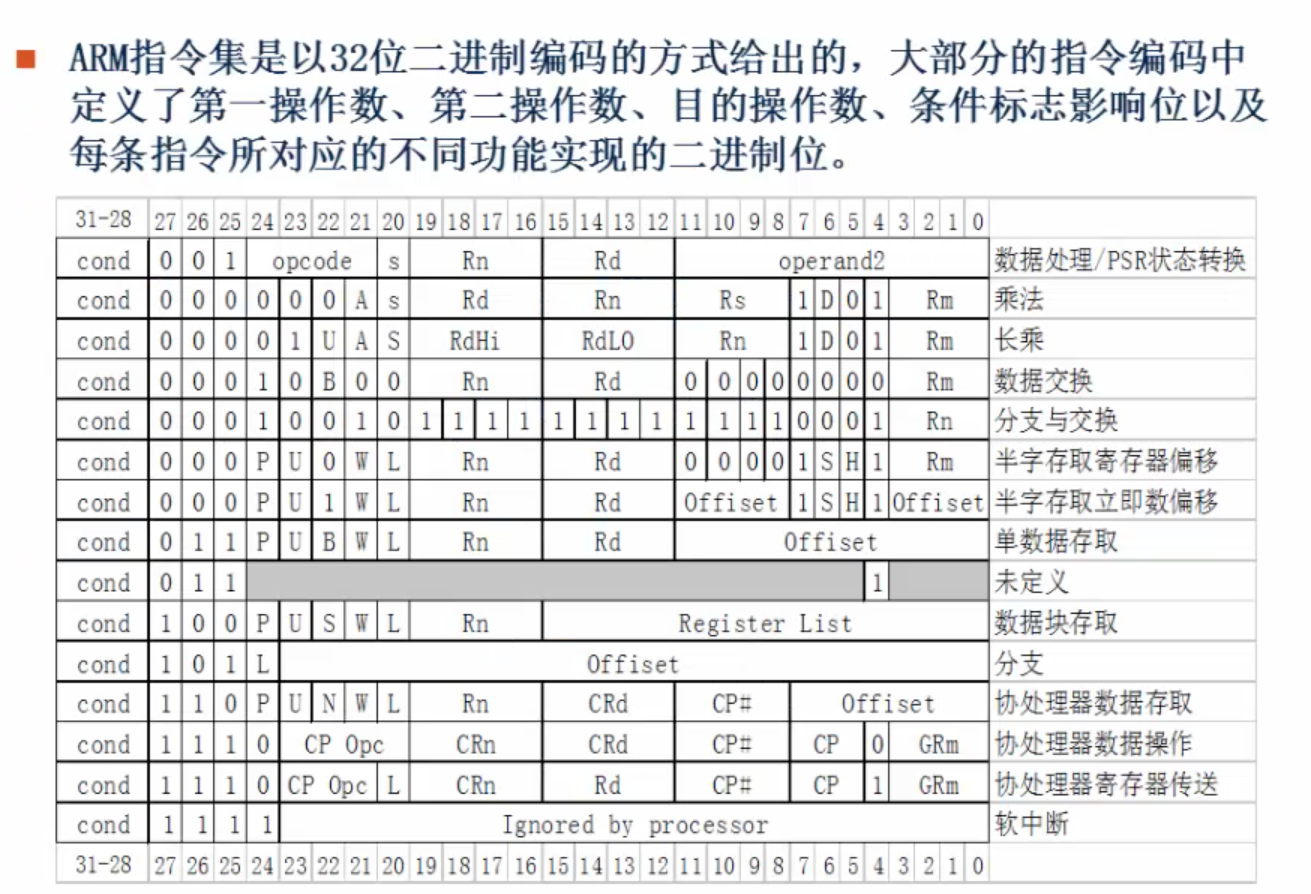 ARM指令集是以32位二进制编码的方式给出的，大部分的指令编码中
定义了第一操作数、第二操作数、目的操作数、条件标志影响位以及
每条指令所对应的不同功能实现的二进制位。
31-28 27 26 25 24 23 22 21 20 19 18 17 16 15 14 13 12 11 10 9 8 7 6 5 4 3 2 1 0
cond 0 0 1 opcode s Rn Rd operand2 数据处理/PSR状态转换
cond 0 0 0 0 0 0 A s Rd Rn Rs 1 D 0 1 Rm 乘法
cond 0 0 0 0 1 U A S RdHi RdLO Rn 1 D 0 1 Rm 长乘
cond 0 0 0 1 0 B 0 0 Rn Rd 0 0 0 0 0 0 0 0 Rm 数据交换
cond 0 0 0 1 0 0 1 0 1 1 1 1 1 1 1 1 1 1 1 1 0 0 0 1 Rn 分支与交换
cond 0 0 0 P U 0 W L Rn Rd 0 0 0 0 1 S H 1 Rm 半字存取寄存器偏移
cond 0 0 0 P U 1 W L Rn Rd Offiset 1 S H 1 Offiset 半字存取立即数偏移
cond 0 1 1 P U B W L Rn Rd Offiset 单数据存取
cond 0 1 1 1 未定义
cond 1 0 0 P U S W L Rn Register List 数据块存取
cond 1 0 1 L Offiset 分支
cond 1 1 0 P U N W L Rn CRd CP# Offiset 协处理器数据存取
cond 1 1 1 0 CP Opc CRn CRd CP# CP 0 GRm 协处理器数据操作
cond 1 1 1 0 CP Opc L CRn Rd CP# CP 1 GRm 协处理器寄存器传送
cond 1 1 1 1 Ignored by processor 软中断
31-28 27 26 25 24 23 22 21 20 19 18 17 16 15 14 13 12 11 10 9 8 7 6 5 4 3 2 1 0